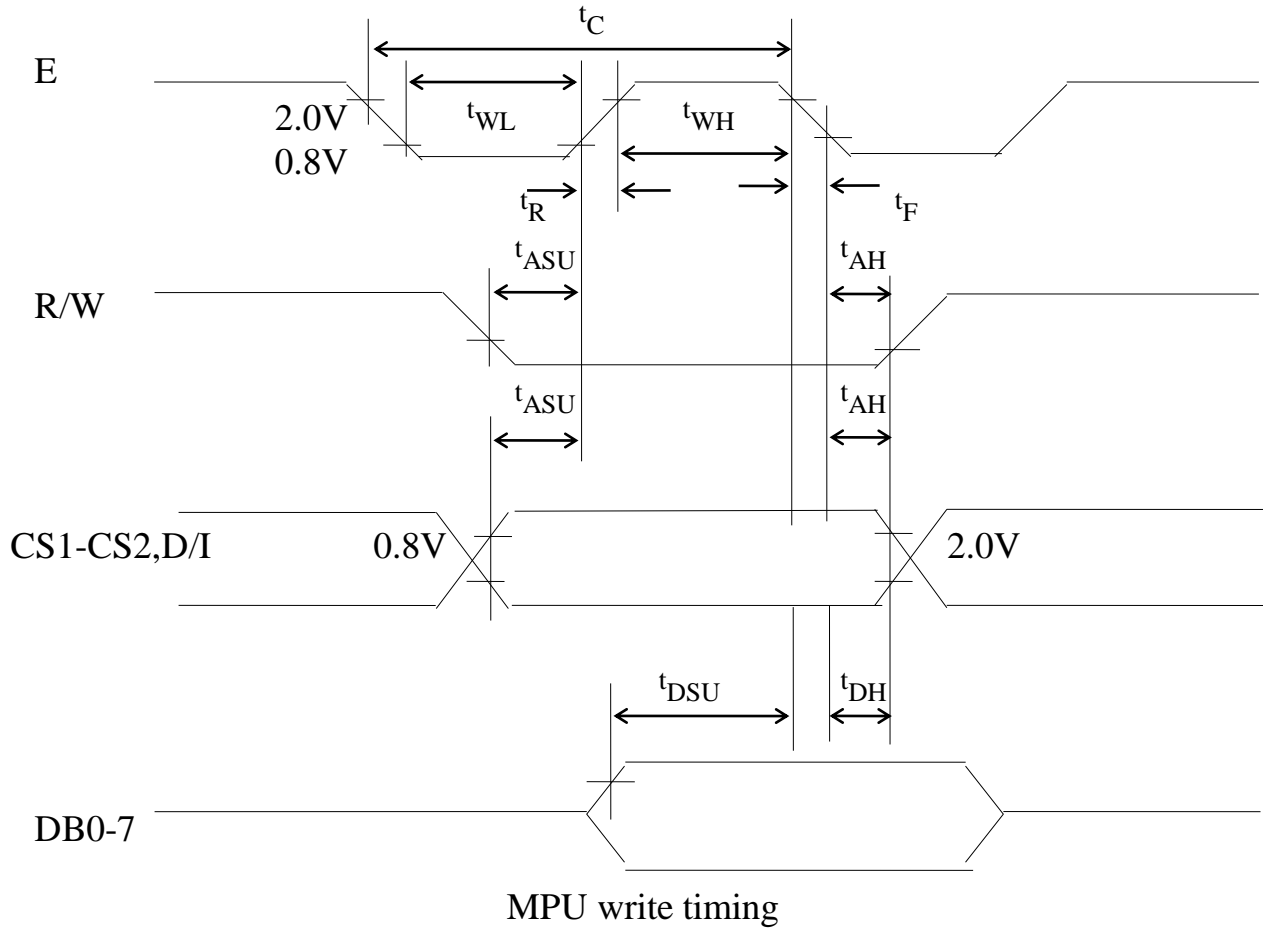 tC
E
2.0V
tWL
tWH
0.8V
tR
tF
tASU
tAH
R/W
tASU
tAH
CS1-CS2,D/I
0.8V
2.0V
tDSU
tDH
DB0-7
MPU write timing